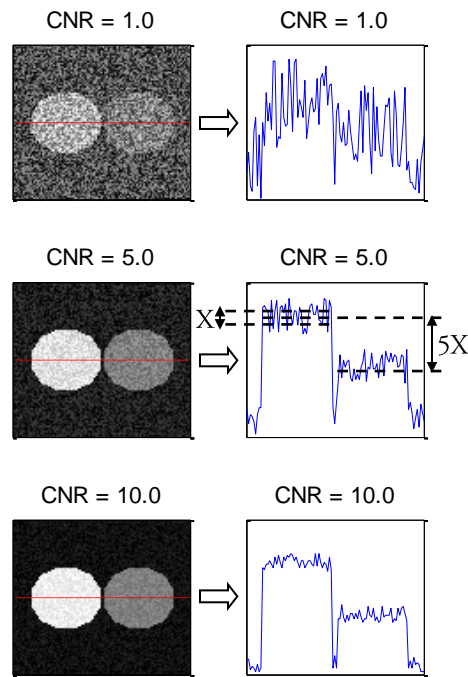 CNR = 1.0
CNR = 1.0
CNR = 5.0
CNR = 5.0
X
5X
CNR = 10.0
CNR = 10.0